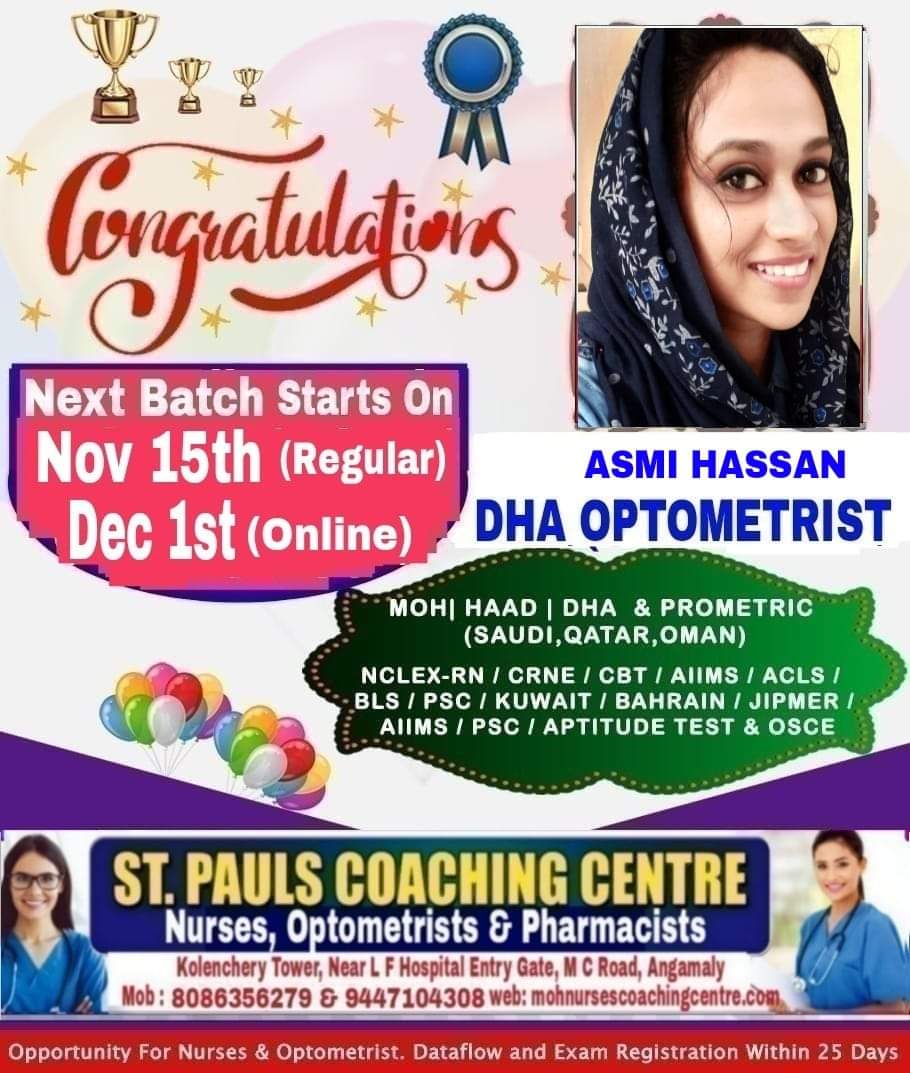 Congratulations
Next Batch Starts On
Nov 15th (Regular)
Dec 1st (Online)
ASMI HASSAN
DHA OPTOMETRIST
MOH| HAAD | DHA & PROMETRIC
(SAUDI,QATAR,OMAN)
NCLEX-RN / CRNE / CBT / AIIMS / ACLS /
BLS / PSC / KUWAIT / BAHRAIN / JIPMER /
AIIMS / PSC / APTITUDE TEST & OSCE
ST. PAULS COACHING CENTRE
Nurses, Optometrists & Pharmacists
Kolenchery Tower, Near L F Hospital Entry Gate, M C Road, Angamaly
Mob : 8086356279 & 9447104308 web: mohnursescoachingcentre.com
Opportunity For Nurses & Optometrist. Dataflow and Exam Registration Within 25 Days